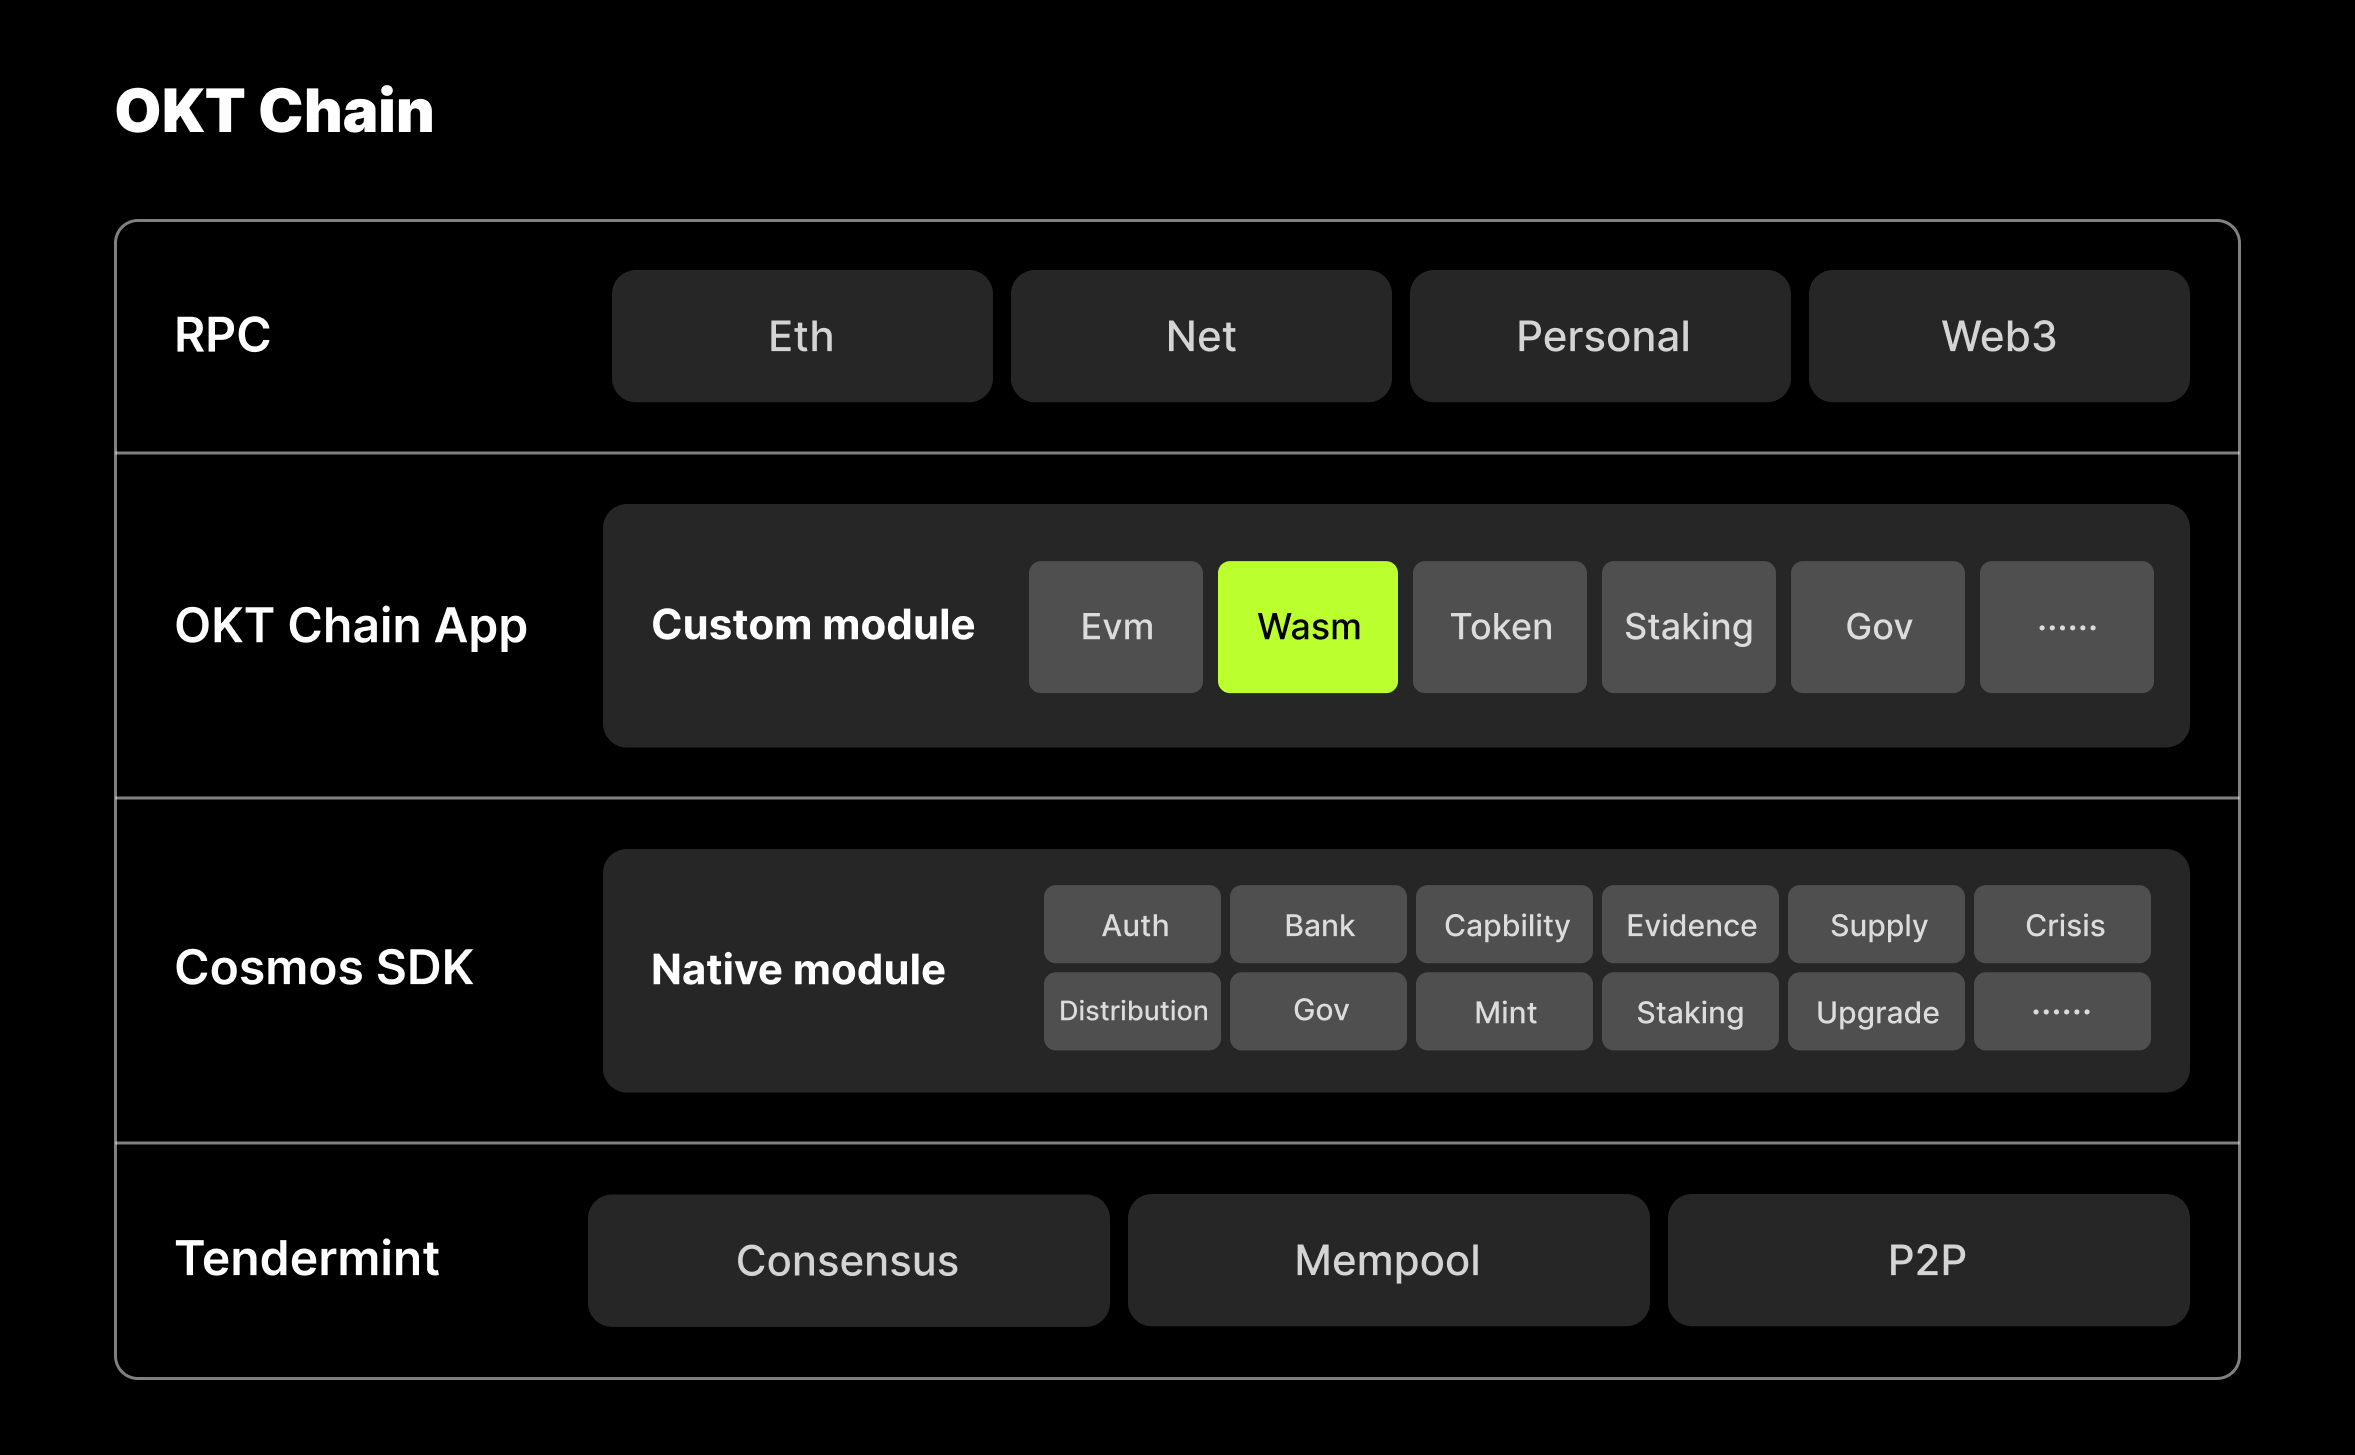 OKT Chain
RPC
Eth
Net
Personal
Web3
OKT Chain App
Custom module
Evm
Wasm
Token
Staking
Gov
······
Cosmos SDK
Native module
Auth
Bank
Capbility
Evidence
Supply
Crisis
Distribution
Gov
Mint
Staking
Upgrade
······
Tendermint
Consensus
Mempool
P2P